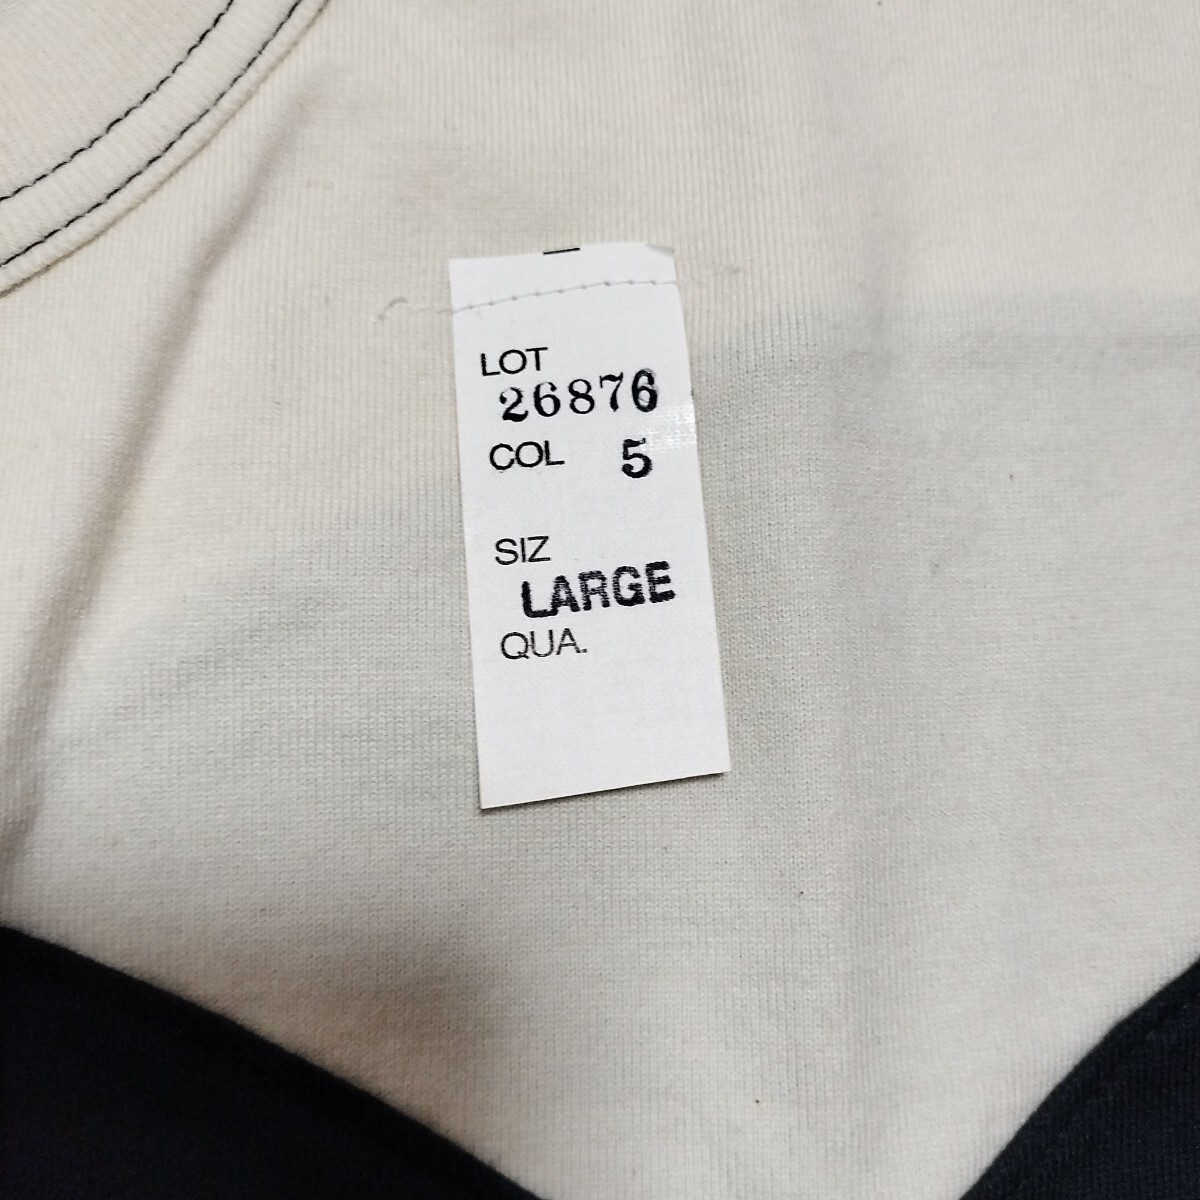 LOT
26876
COL 5
SIZ
LARGE
QUA.